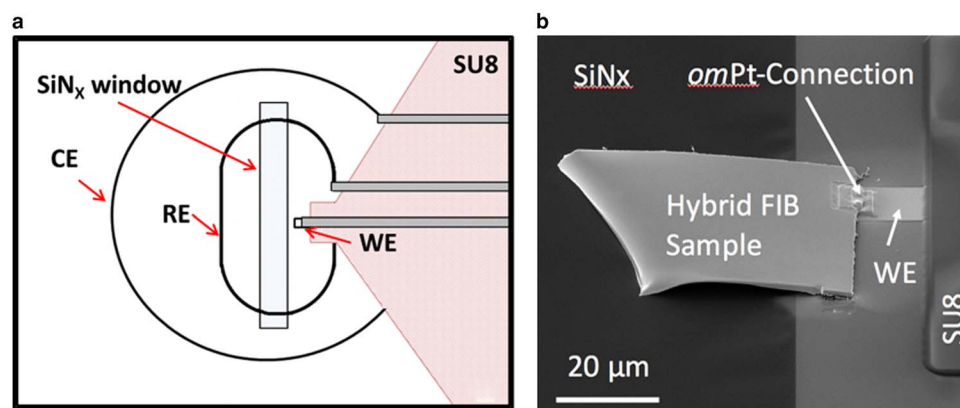 a
SU8
SiNX window
CE
RE
WE
b
SiNx
omPt-Connection
Hybrid FIB
Sample
WE
SU8
20 μm